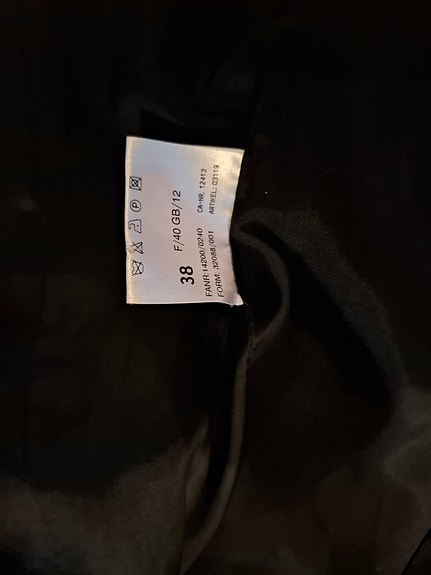 38 F/40 GB/12
FANR:14200/0240 CA-NR. 12413
FORM: 32088/001 ARTIKEL: 03119